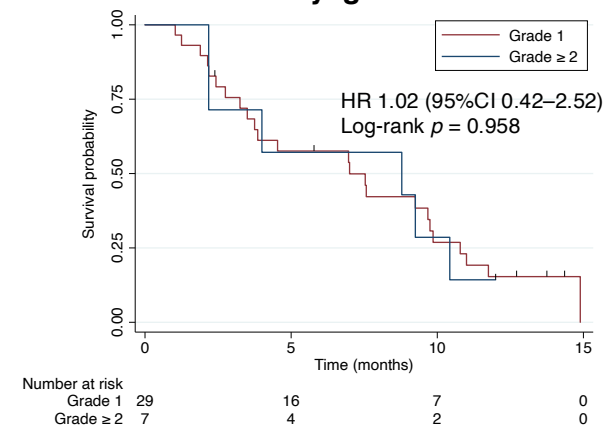 Grade 1
Grade ≥ 2
HR 1.02 (95%CI 0.42–2.52)
Log-rank p = 0.958
Survival probability
1.00
0.75
0.50
0.25
0.00
0 5 10 15
Time (months)
Number at risk
Grade 1 29 16 7 0
Grade ≥ 2 7 4 2 0